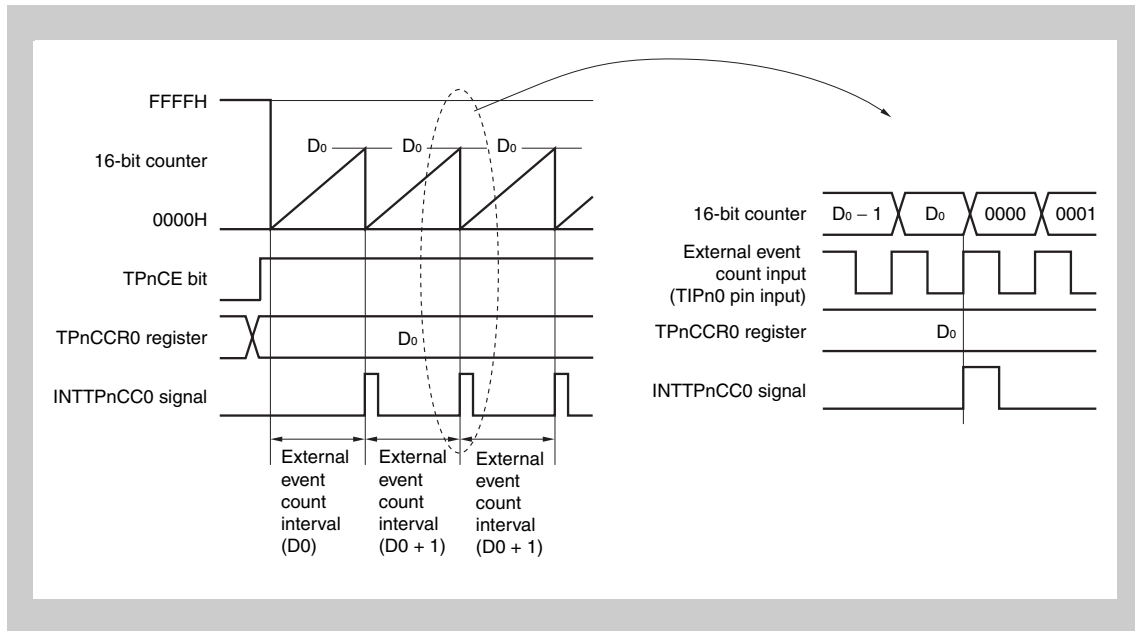 FFFFH
16-bit counter
0000H
D0
D0
D0
TPnCE bit
TPnCCR0 register
D0
INTTPnCC0 signal
External
event
count
interval
(D0)
External
event
count
interval
(D0 + 1)
External
event
count
interval
(D0 + 1)
16-bit counter
D0 − 1
D0
0000
0001
External event
count input
(TIPn0 pin input)
TPnCCR0 register
D0
INTTPnCC0 signal